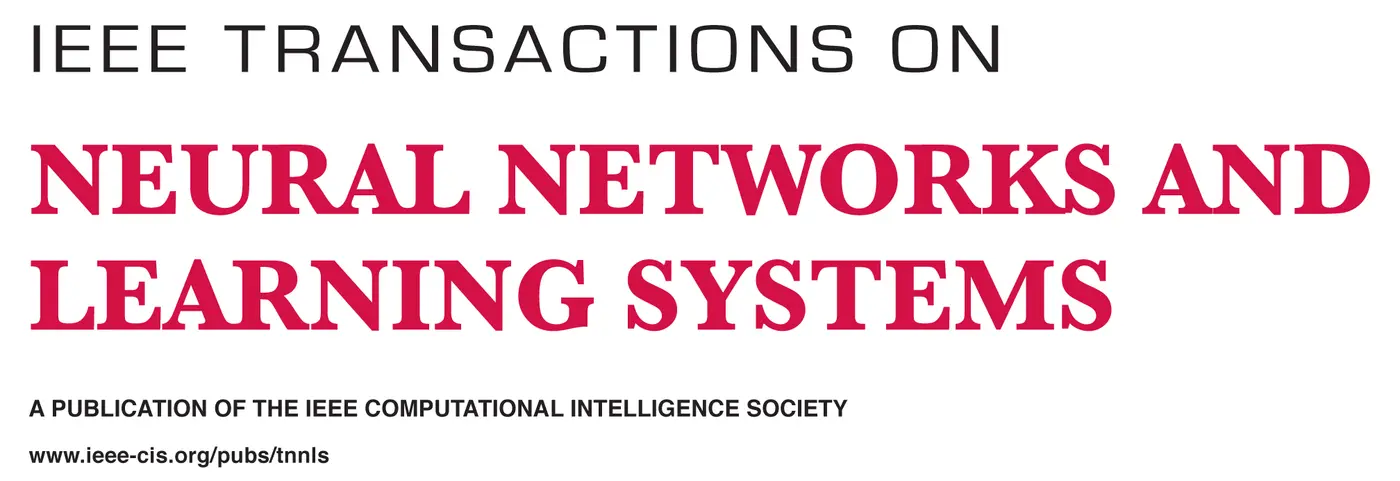 IEEE TRANSACTIONS ON
NEURAL NETWORKS AND
LEARNING SYSTEMS
A PUBLICATION OF THE IEEE COMPUTATIONAL INTELLIGENCE SOCIETY
www.ieee-cis.org/pubs/tnnls